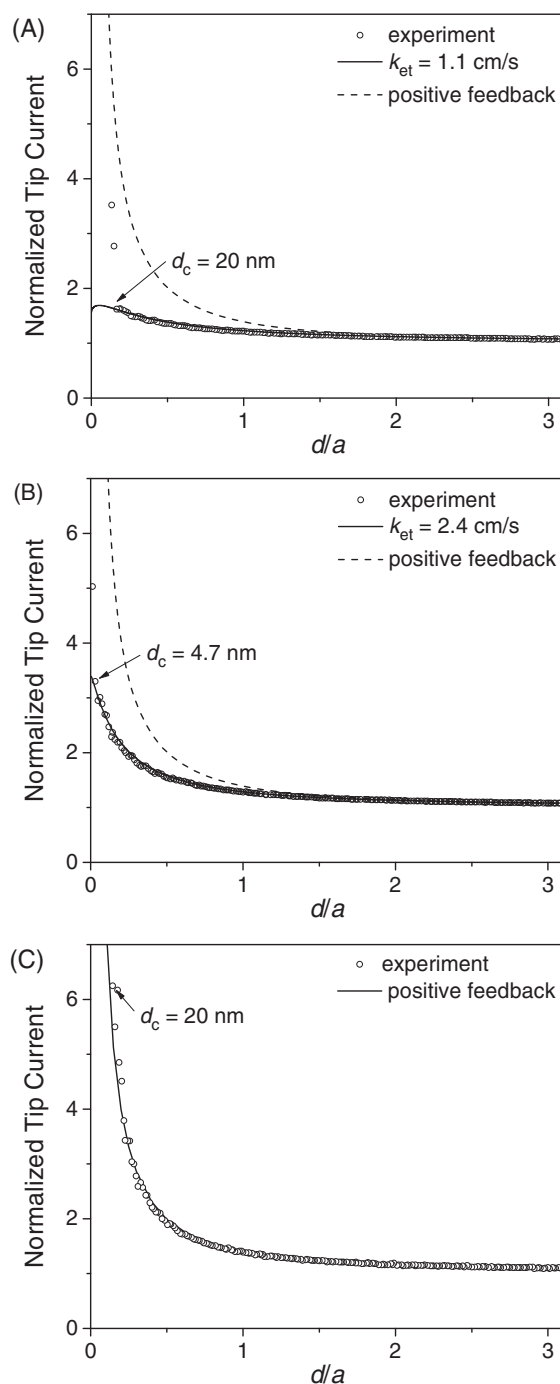 (A)
experiment
k_et = 1.1 cm/s
positive feedback
d_c = 20 nm
Normalized Tip Current
6
4
2
0
0 1 2 3
d/a
(B)
experiment
k_et = 2.4 cm/s
positive feedback
d_c = 4.7 nm
Normalized Tip Current
6
4
2
0
0 1 2 3
d/a
(C)
experiment
positive feedback
d_c = 20 nm
Normalized Tip Current
6
4
2
0
0 1 2 3
d/a